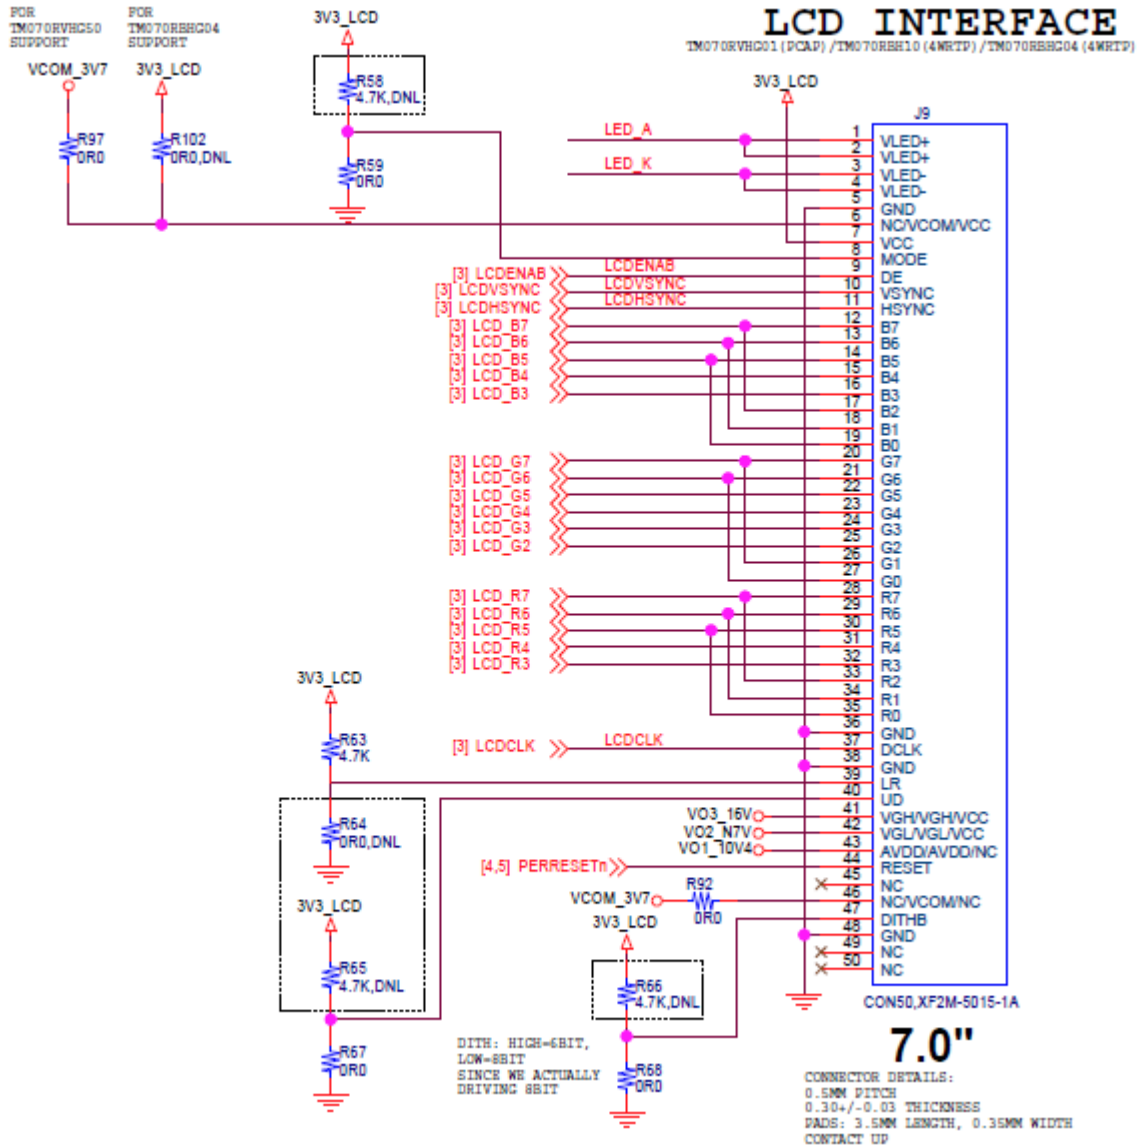 FOR
TM070RVHG50
SUPPORT
FOR
TM070RBHG04
SUPPORT
VCOM_3V7
3V3_LCD
R97
0R0
R102
0R0,DNL
3V3_LCD
R58
4.7K,DNL
R59
0R0
LCD INTERFACE
TM070RVHG01(PCAP)/TM070RBH10(4WRTP)/TM070RBHG04(4WRTP)
3V3_LCD
J9
LED_A
1 VLED+
2 VLED+
LED_K
3 VLED-
4 VLED-
5 GND
6 NC/VCOM/VCC
7 VCC
8 MODE
[3] LCDENAB LCDENAB 9 DE
[3] LCDVSYNC LCDVSYNC 10 VSYNC
[3] LCDHSYNC LCDHSYNC 11 HSYNC
[3] LCD_B7 12 B7
[3] LCD_B6 13 B6
[3] LCD_B5 14 B5
[3] LCD_B4 15 B4
[3] LCD_B3 16 B3
17 B2
18 B1
19 B0
[3] LCD_G7 20 G7
[3] LCD_G6 21 G6
[3] LCD_G5 22 G5
[3] LCD_G4 23 G4
[3] LCD_G3 24 G3
[3] LCD_G2 25 G2
26 G1
27 G0
[3] LCD_R7 28 R7
[3] LCD_R6 29 R6
[3] LCD_R5 30 R5
[3] LCD_R4 31 R4
[3] LCD_R3 32 R3
33 R2
34 R1
35 R0
36 GND
[3] LCDCLK LCDCLK 37 DCLK
38 GND
39 LR
40 UD
VO3_16V 41 VGH/VGH/VCC
VO2_N7V 42 VGL/VGL/VCC
VO1_10V4 43 AVDD/AVDD/NC
[4,5] PERRESETn 44 RESET
45 NC
VCOM_3V7 R92 0R0 46 NC/VCOM/NC
47 DITHB
48 GND
49 NC
50 NC
CON50,XF2M-5015-1A
3V3_LCD
R63
4.7K
R64
0R0,DNL
3V3_LCD
R65
4.7K,DNL
R67
0R0
3V3_LCD
R66
4.7K,DNL
R68
0R0
DITH: HIGH=6BIT,
LOW=8BIT
SINCE WE ACTUALLY
DRIVING 8BIT
7.0"
CONNECTOR DETAILS:
0.5MM PITCH
0.30+/-0.03 THICKNESS
PADS: 3.5MM LENGTH, 0.35MM WIDTH
CONTACT UP